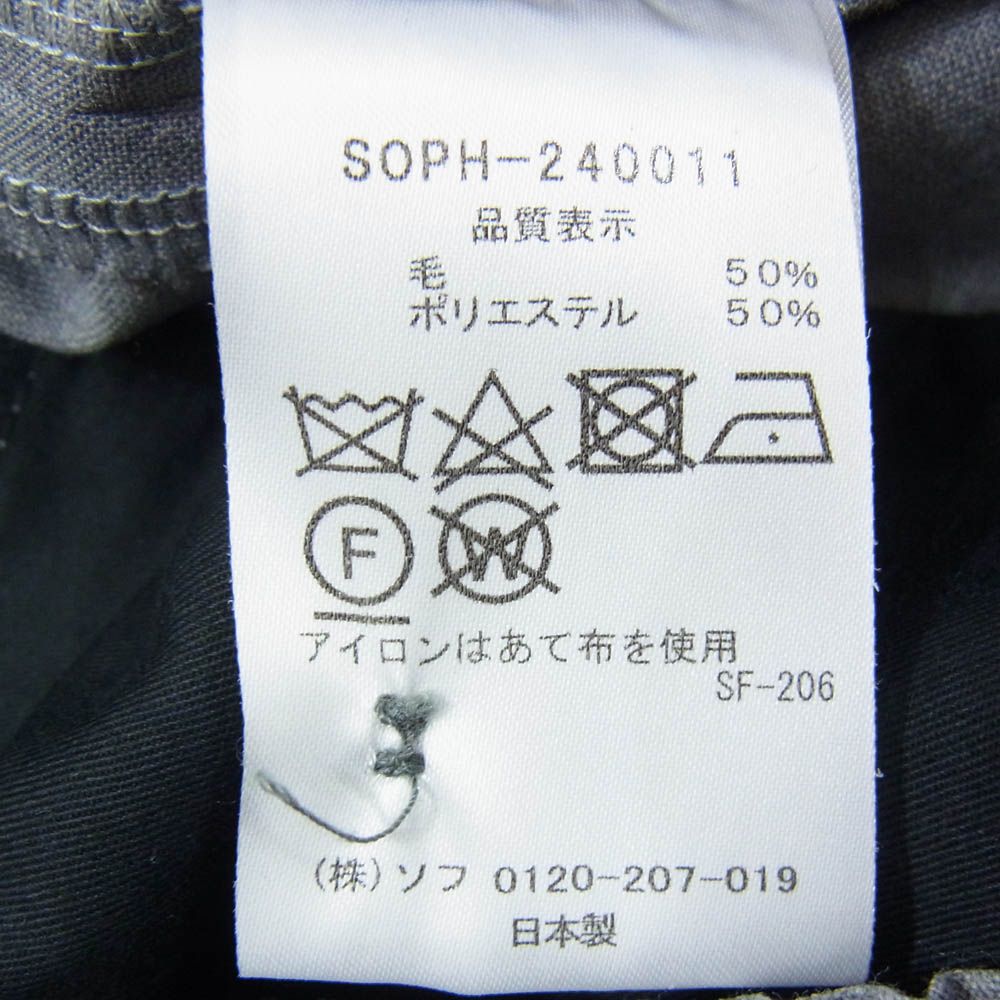 SOPH-240011
品質表示
毛 50%
ポリエステル 50%
F W
アイロンはあて布を使用
SF-206
(株)ソフ 0120-207-019
日本製